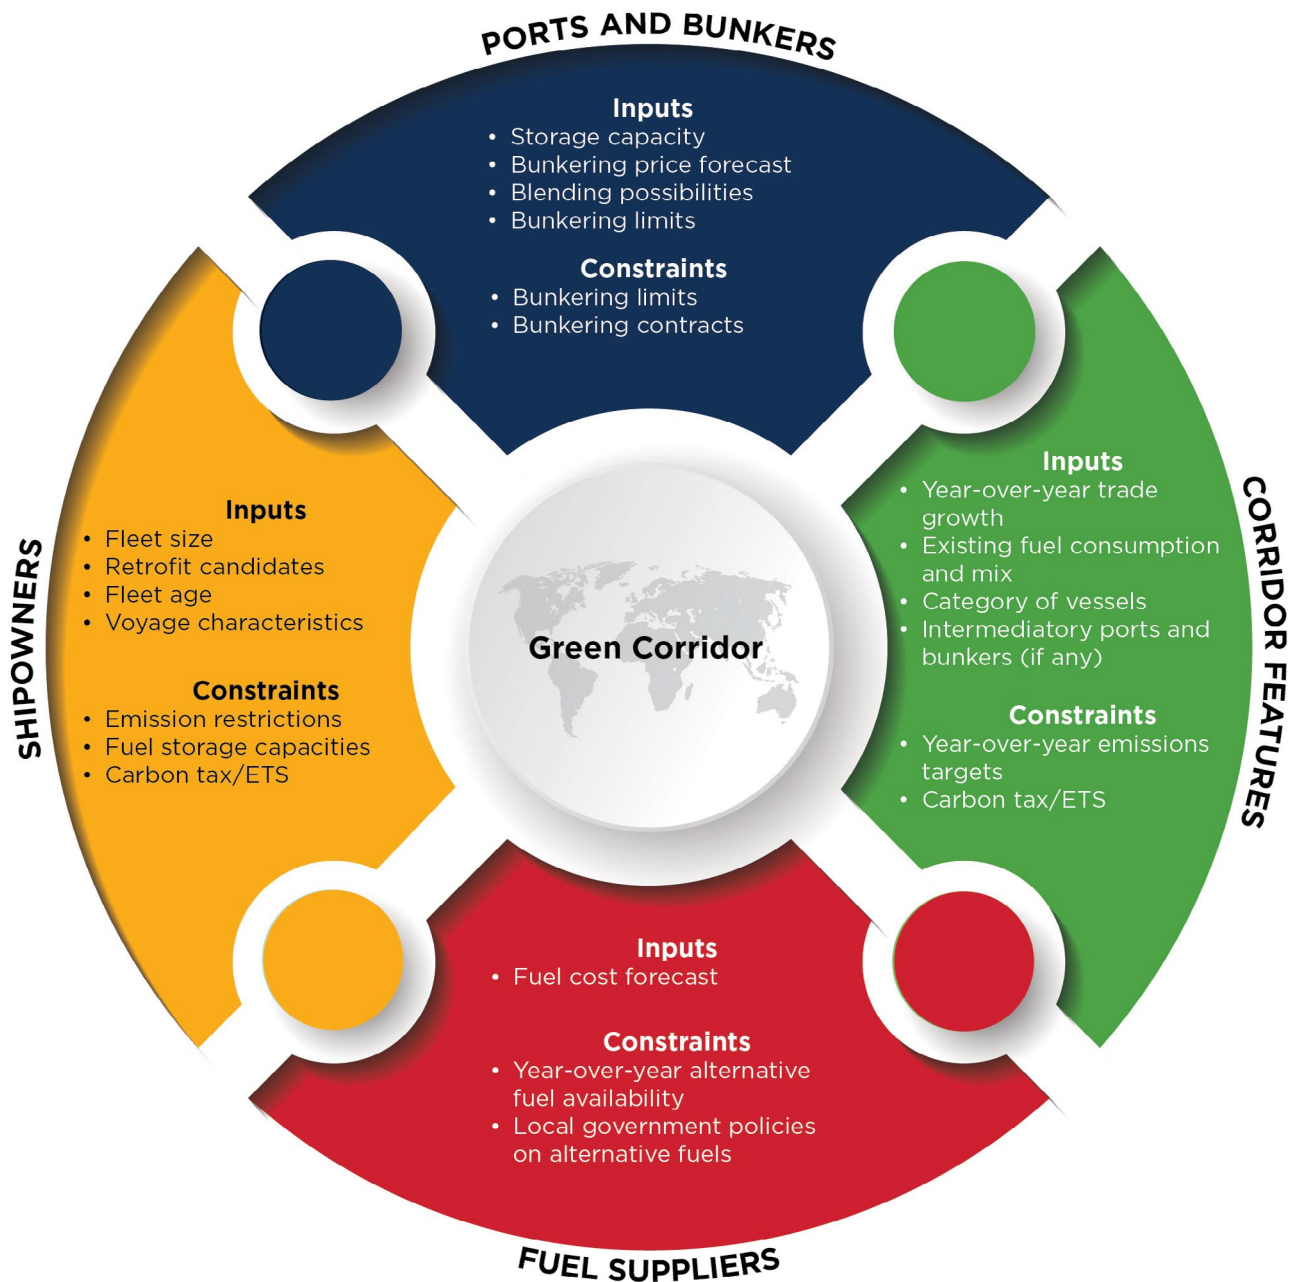 PORTS AND BUNKERS
Inputs
• Storage capacity
• Bunkering price forecast
• Blending possibilities
• Bunkering limits
Constraints
• Bunkering limits
• Bunkering contracts
SHIPOWNERS
Inputs
• Fleet size
• Retrofit candidates
• Fleet age
• Voyage characteristics
Constraints
• Emission restrictions
• Fuel storage capacities
• Carbon tax/ETS
Green Corridor
CORRIDOR FEATURES
Inputs
• Year-over-year trade
growth
• Existing fuel consumption
and mix
• Category of vessels
• Intermediatory ports and
bunkers (if any)
Constraints
• Year-over-year emissions
targets
• Carbon tax/ETS
Inputs
• Fuel cost forecast
Constraints
• Year-over-year alternative
fuel availability
• Local government policies
on alternative fuels
FUEL SUPPLIERS